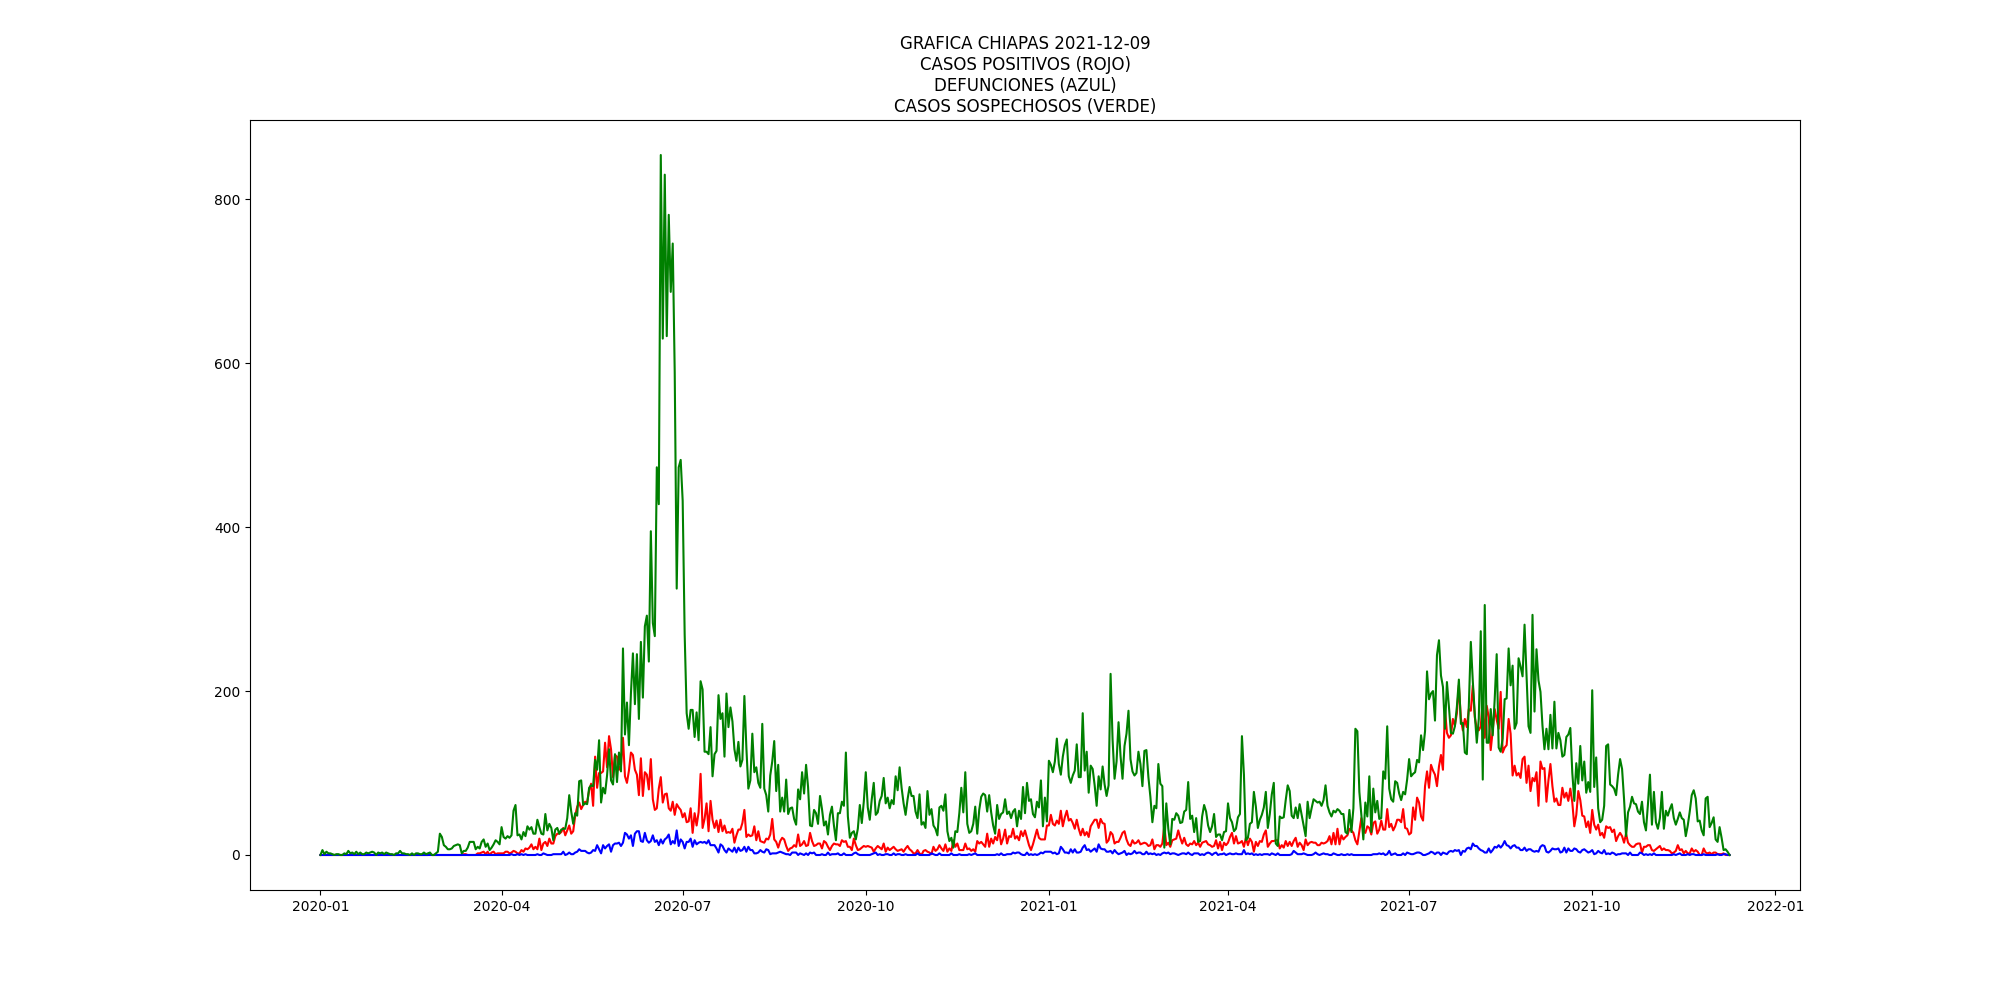 GRAFICA CHIAPAS 2021-12-09
CASOS POSITIVOS (ROJO)
DEFUNCIONES (AZUL)
CASOS SOSPECHOSOS (VERDE)
800
600
400
200
0
2020-01 2020-04 2020-07 2020-10 2021-01 2021-04 2021-07 2021-10 2022-01